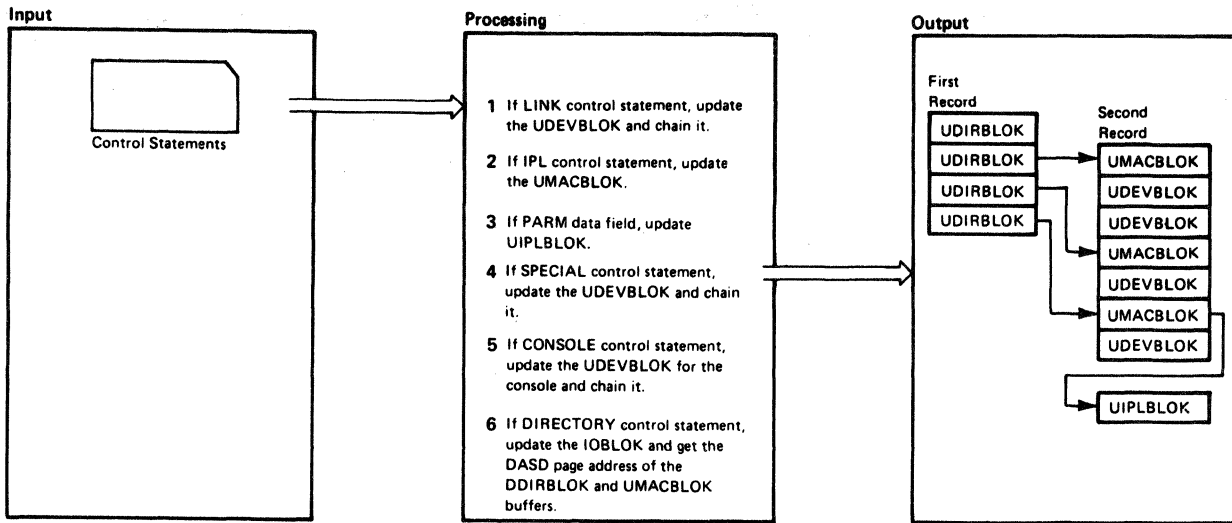 Input
Control Statements
Processing
1 If LINK control statement, update
the UDEVBLOK and chain it.
2 If IPL control statement, update
the UMACBLOK.
3 If PARM data field, update
UIPLBLOK.
4 If SPECIAL control statement,
update the UDEVBLOK and chain
it.
5 If CONSOLE control statement,
update the UDEVBLOK for the
console and chain it.
6 If DIRECTORY control statement,
update the IOBLOK and get the
DASD page address of the
DDIRBLOK and UMACBLOK
buffers.
Output
First
Record
UDIRBLOK
UDIRBLOK
UDIRBLOK
UDIRBLOK
Second
Record
UMACBLOK
UDEVBLOK
UDEVBLOK
UMACBLOK
UDEVBLOK
UMACBLOK
UDEVBLOK
UIPLBLOK